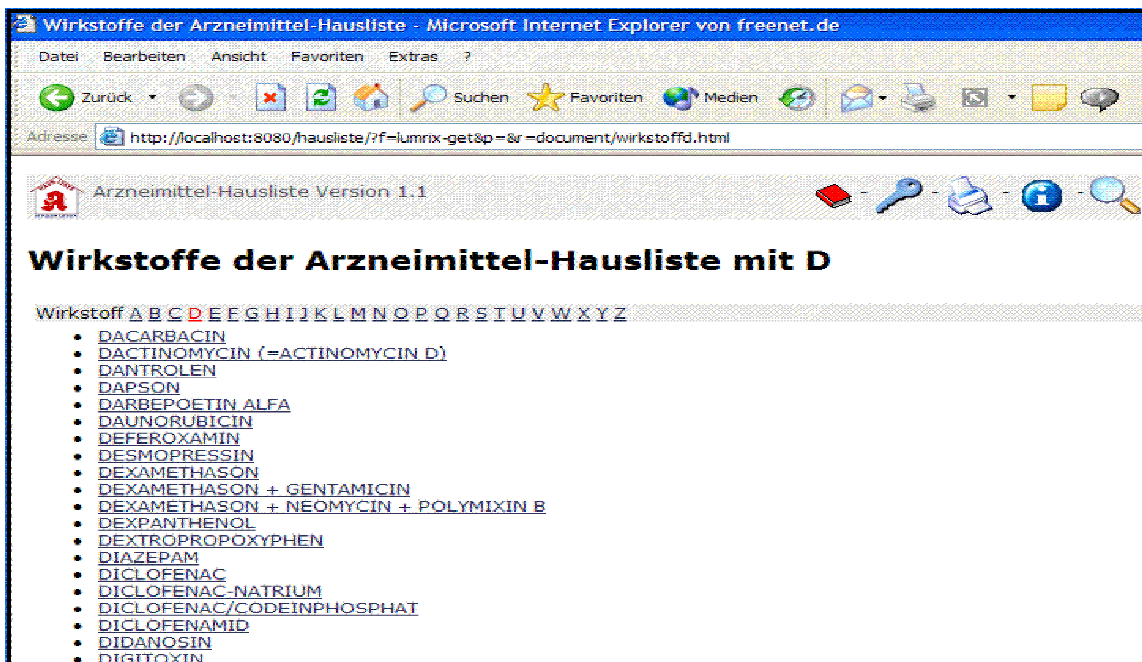 Wirkstoffe der Arzneimittel-Hausliste - Microsoft Internet Explorer von freenet.de
Datei Bearbeiten Ansicht Favoriten Extras ?
Zurück Suchen Favoriten Medien
Adresse http://localhost:8080/hausliste/?f=lumrix-get&p=&r=document/wirkstoffd.html
Arzneimittel-Hausliste Version 1.1
Wirkstoffe der Arzneimittel-Hausliste mit D
Wirkstoff A B C D E F G H I J K L M N O P Q R S T U V W X Y Z
• DACARBACIN
• DACTINOMYCIN (=ACTINOMYCIN D)
• DANTROLEN
• DAPSON
• DARBEPOETIN ALFA
• DAUNORUBICIN
• DEFEROXAMIN
• DESMOPRESSIN
• DEXAMETHASON
• DEXAMETHASON + GENTAMICIN
• DEXAMETHASON + NEOMYCIN + POLYMIXIN B
• DEXPANTHENOL
• DEXTROPROPOXYPHEN
• DIAZEPAM
• DICLOFENAC
• DICLOFENAC-NATRIUM
• DICLOFENAC/CODEINPHOSPHAT
• DICLOFENAMID
• DIDANOSIN
• DIGITOXIN